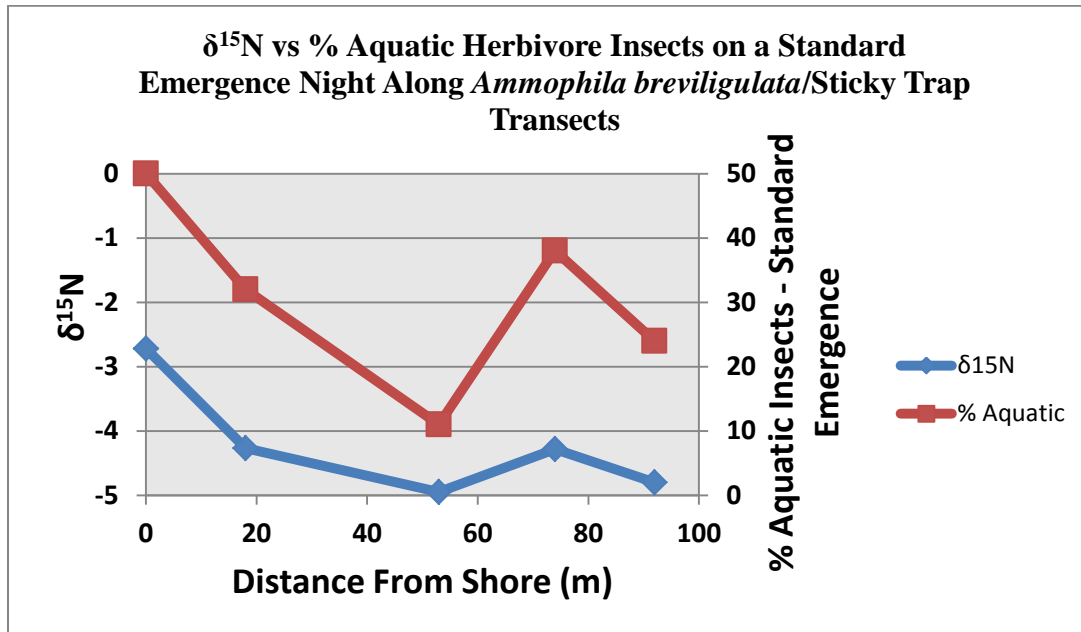 δ¹⁵N vs % Aquatic Herbivore Insects on a Standard
Emergence Night Along Ammophila breviligulata/Sticky Trap
Transects
0
-1
-2
-3
-4
-5
δ¹⁵N
50
40
30
20
10
0
% Aquatic Insects - Standard
Emergence
δ15N
% Aquatic
0 20 40 60 80 100
Distance From Shore (m)